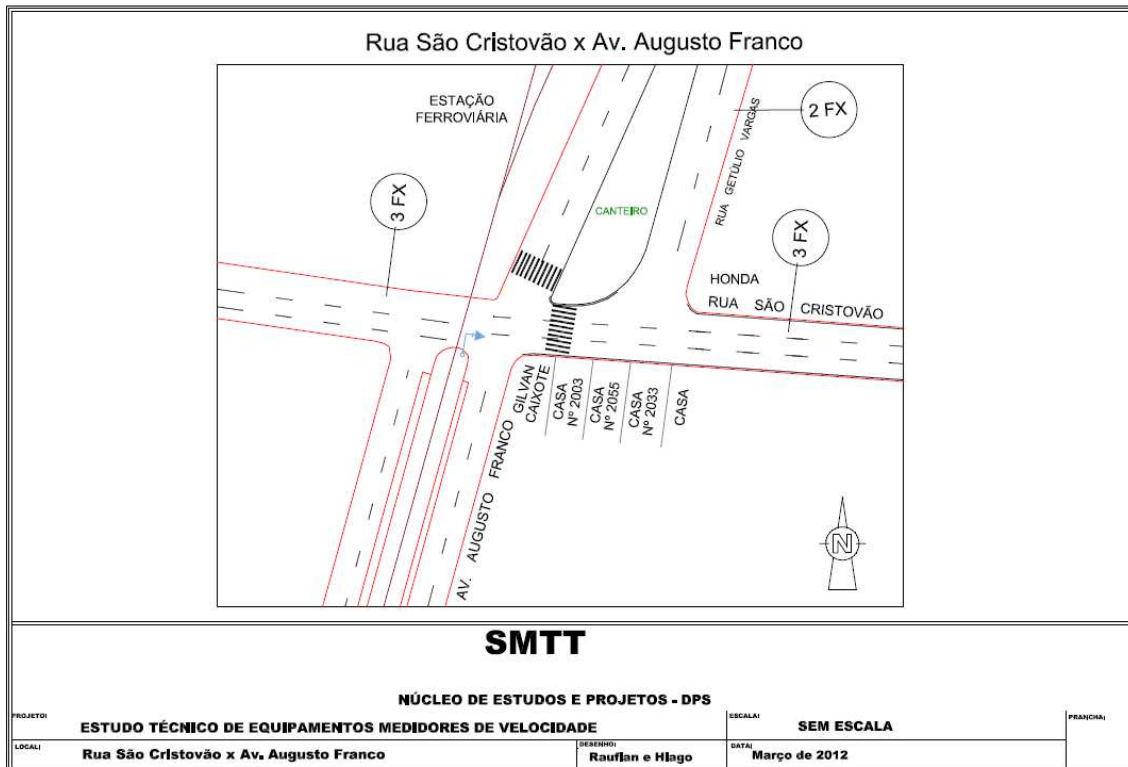 Rua São Cristovão x Av. Augusto Franco
ESTAÇÃO
FERROVIÁRIA
2 FX
RUA GETÚLIO VARGAS
3 FX
CANTEIRO
3 FX
HONDA
RUA SÃO CRISTOVÃO
GILVAN
CAIXOTE
CASA
Nº 2003
CASA
Nº 2055
CASA
Nº 2033
CASA
AV. AUGUSTO FRANCO
N
SMTT
NÚCLEO DE ESTUDOS E PROJETOS - DPS
PROJETO:
ESTUDO TÉCNICO DE EQUIPAMENTOS MEDIDORES DE VELOCIDADE
ESCALA:
SEM ESCALA
PRANCHA:
LOCAL:
Rua São Cristovão x Av. Augusto Franco
DESENHO:
Rauflan e Hiago
DATA:
Março de 2012